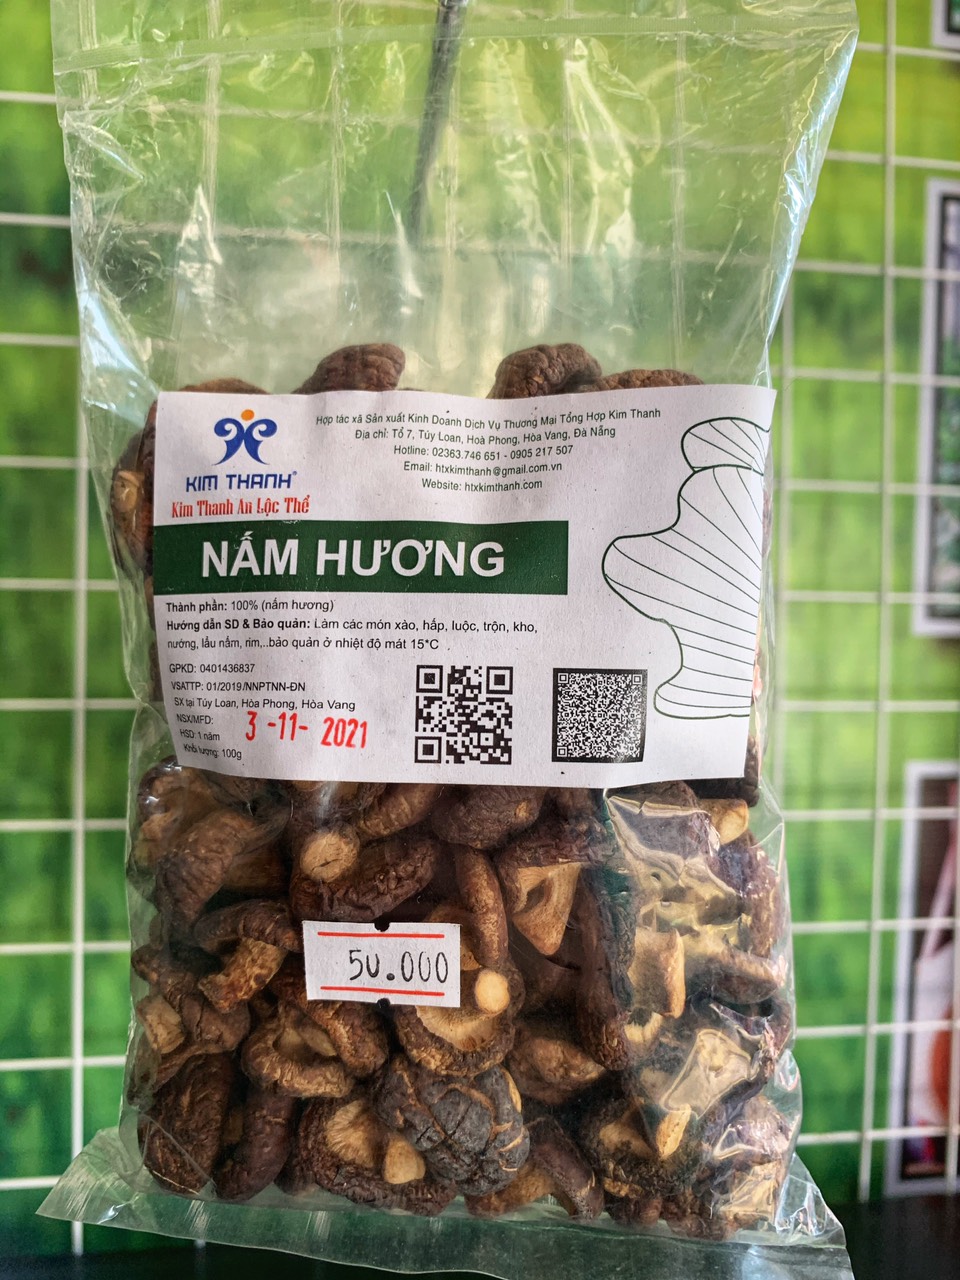 KIM THANH®
Kim Thanh An Lộc Thể
Hợp tác xã Sản xuất Kinh Doanh Dịch Vụ Thương Mại Tổng Hợp Kim Thanh
Địa chỉ: Tổ 7, Túy Loan, Hoà Phong, Hòa Vang, Đà Nẵng
Hotline: 02363.746 651 - 0905 217 507
Email: htxkimthanh@gmail.com.vn
Website: htxkimthanh.com
NẤM HƯƠNG
Thành phần: 100% (nấm hương)
Hướng dẫn SD & Bảo quản: Làm các món xào, hấp, luộc, trộn, kho,
nướng, lẩu nấm, rim,..bảo quản ở nhiệt độ mát 15°C
GPKD: 0401436837
VSATTP: 01/2019/NNPTNN-ĐN
SX tại Túy Loan, Hòa Phong, Hòa Vang
NSX/MFD: 3 -11- 2021
HSD: 1 năm
Khối lượng: 100g
50.000